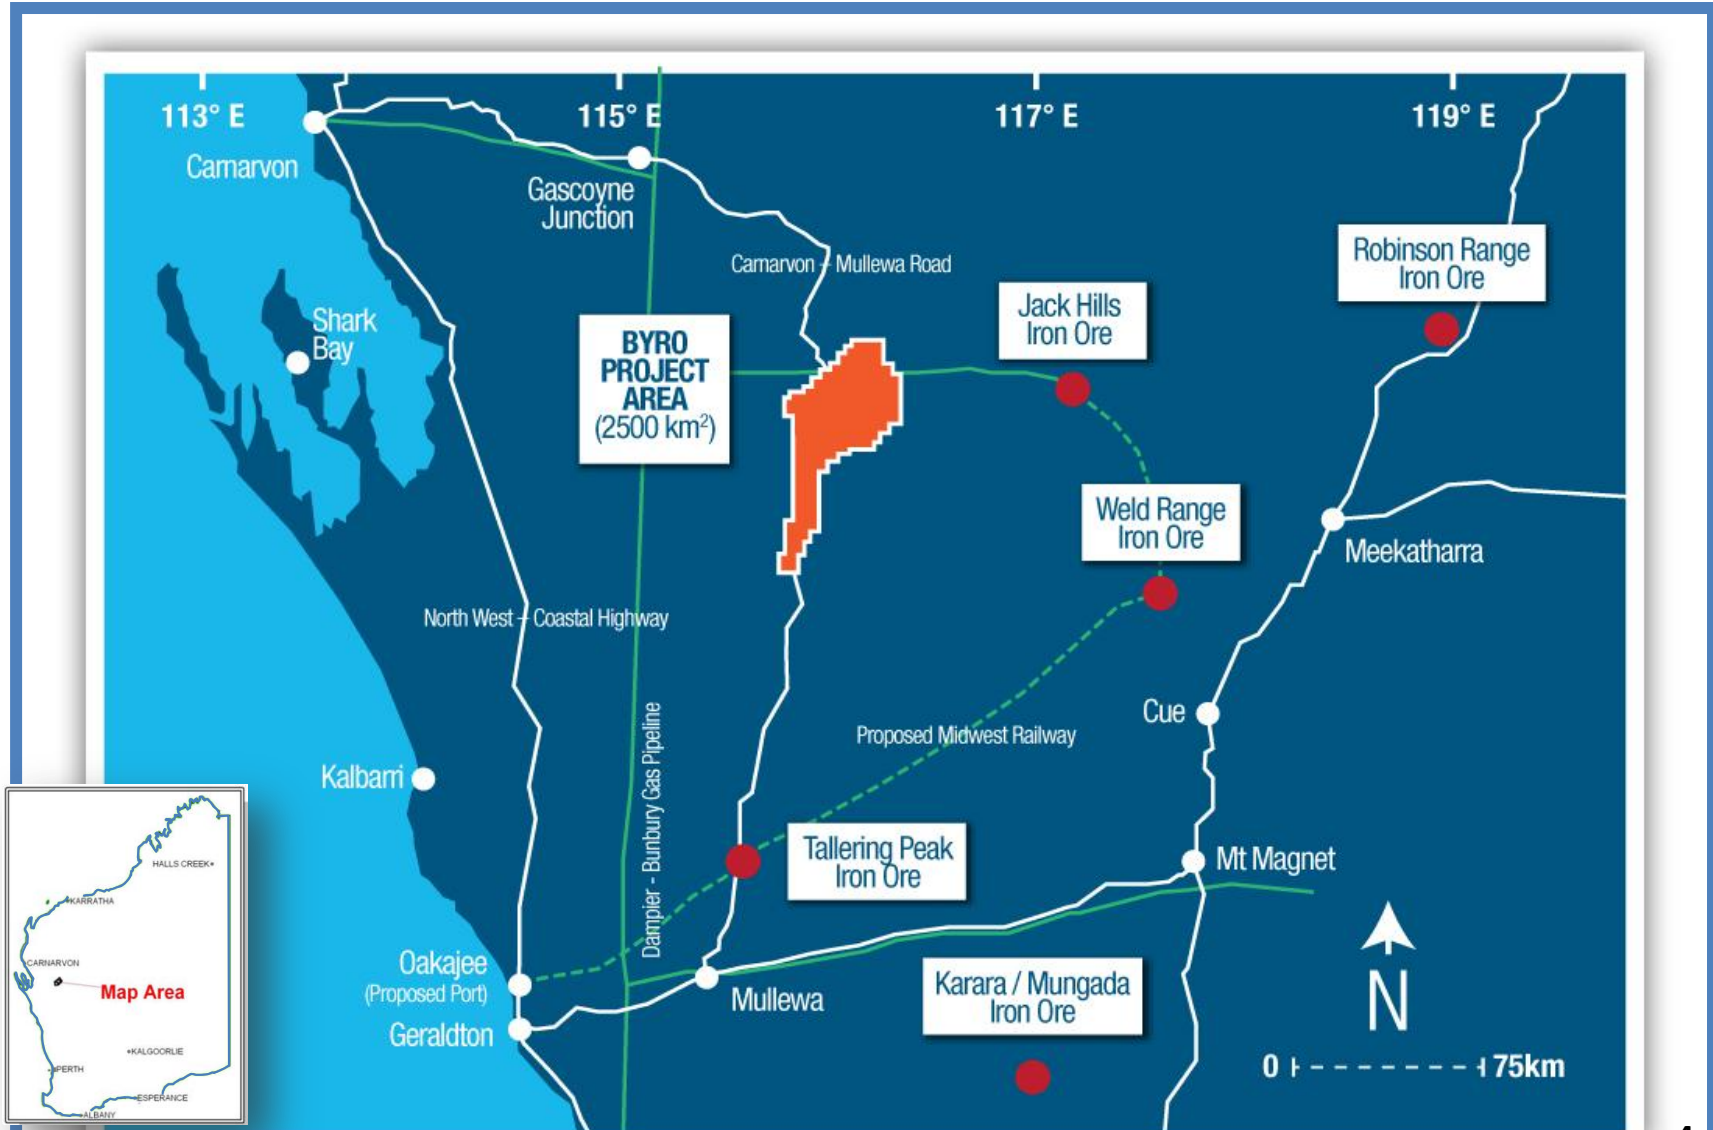 113° E
115° E
117° E
119° E
Carnarvon
Gascoyne
Junction
Carnarvon - Mullewa Road
Robinson Range
Iron Ore
Jack Hills
Iron Ore
Shark
Bay
BYRO
PROJECT
AREA
(2500 km²)
Weld Range
Iron Ore
Meekatharra
North West - Coastal Highway
Cue
Proposed Midwest Railway
Kalbarri
Dampier - Bunbury Gas Pipeline
Tallering Peak
Iron Ore
Mt Magnet
Oakajee
(Proposed Port)
Geraldton
Mullewa
Karara / Mungada
Iron Ore
N
0 75km
HALLS CREEK
KARRATHA
CARNARVON
Map Area
KALGOORLIE
PERTH
ESPERANCE
ALBANY